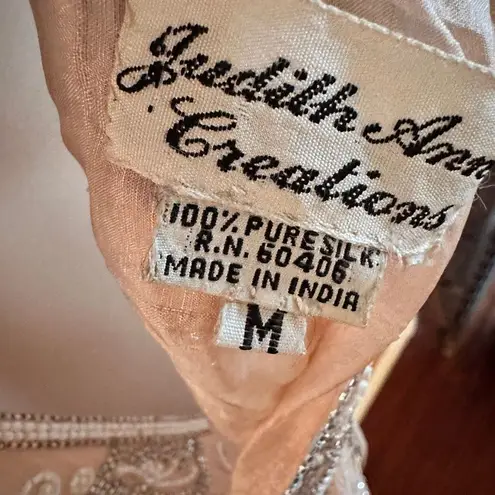 Judith Ann
Creations
100% PURE SILK
R.N. 60406
MADE IN INDIA
M